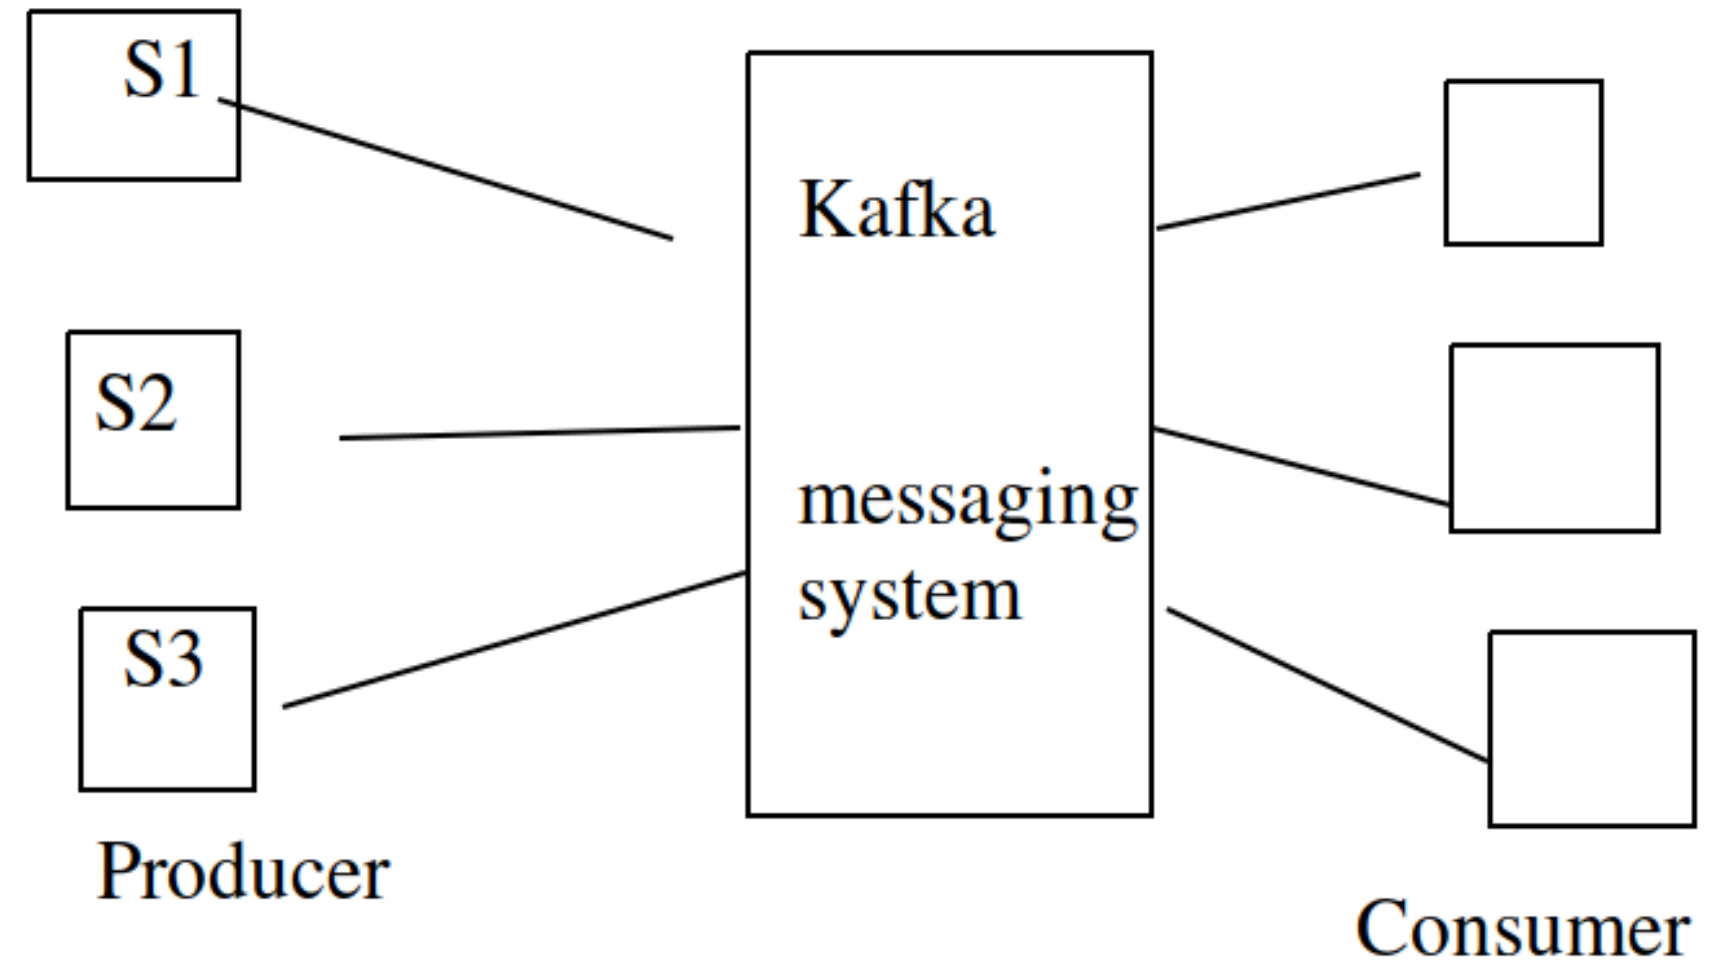 S1
S2
S3
Producer
Kafka
messaging
system
Consumer